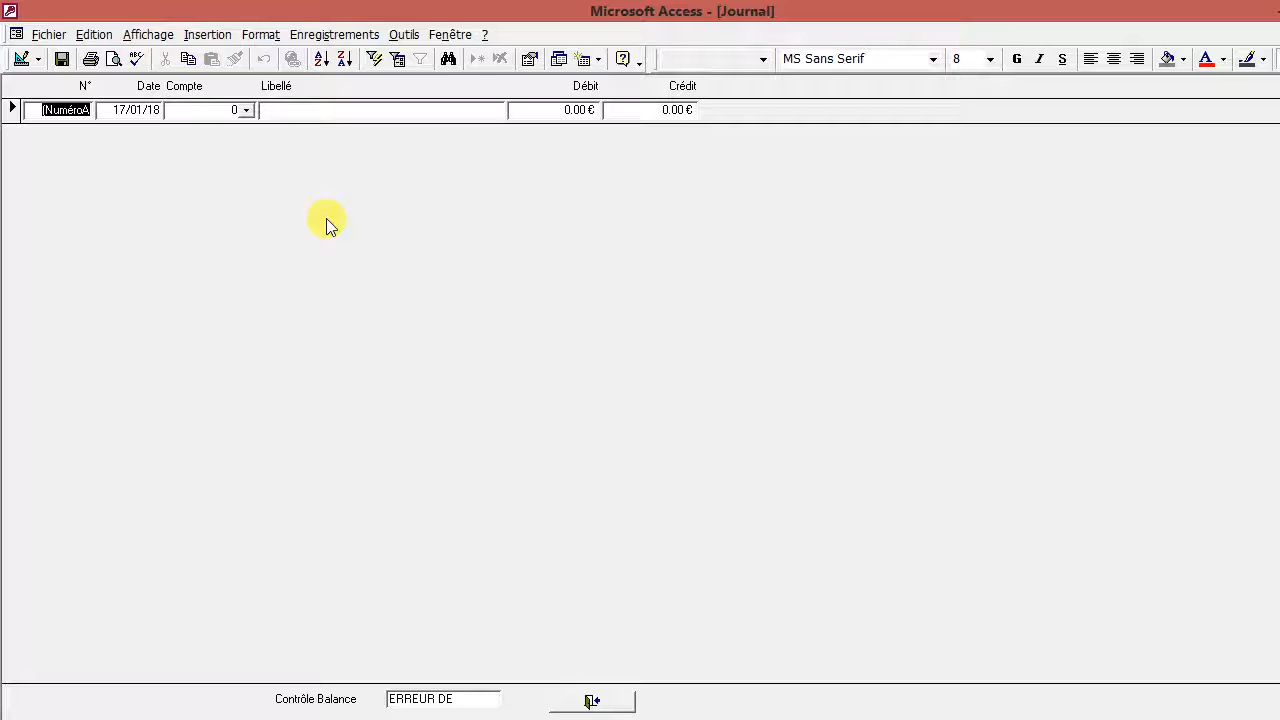 Microsoft Access - [Journal]
Fichier Edition Affichage Insertion Format Enregistrements Outils Fenêtre ?
MS Sans Serif 8 G I S
N° Date Compte Libellé Débit Crédit
(NuméroA 17/01/18 0 0.00 € 0.00 €
Contrôle Balance ERREUR DE